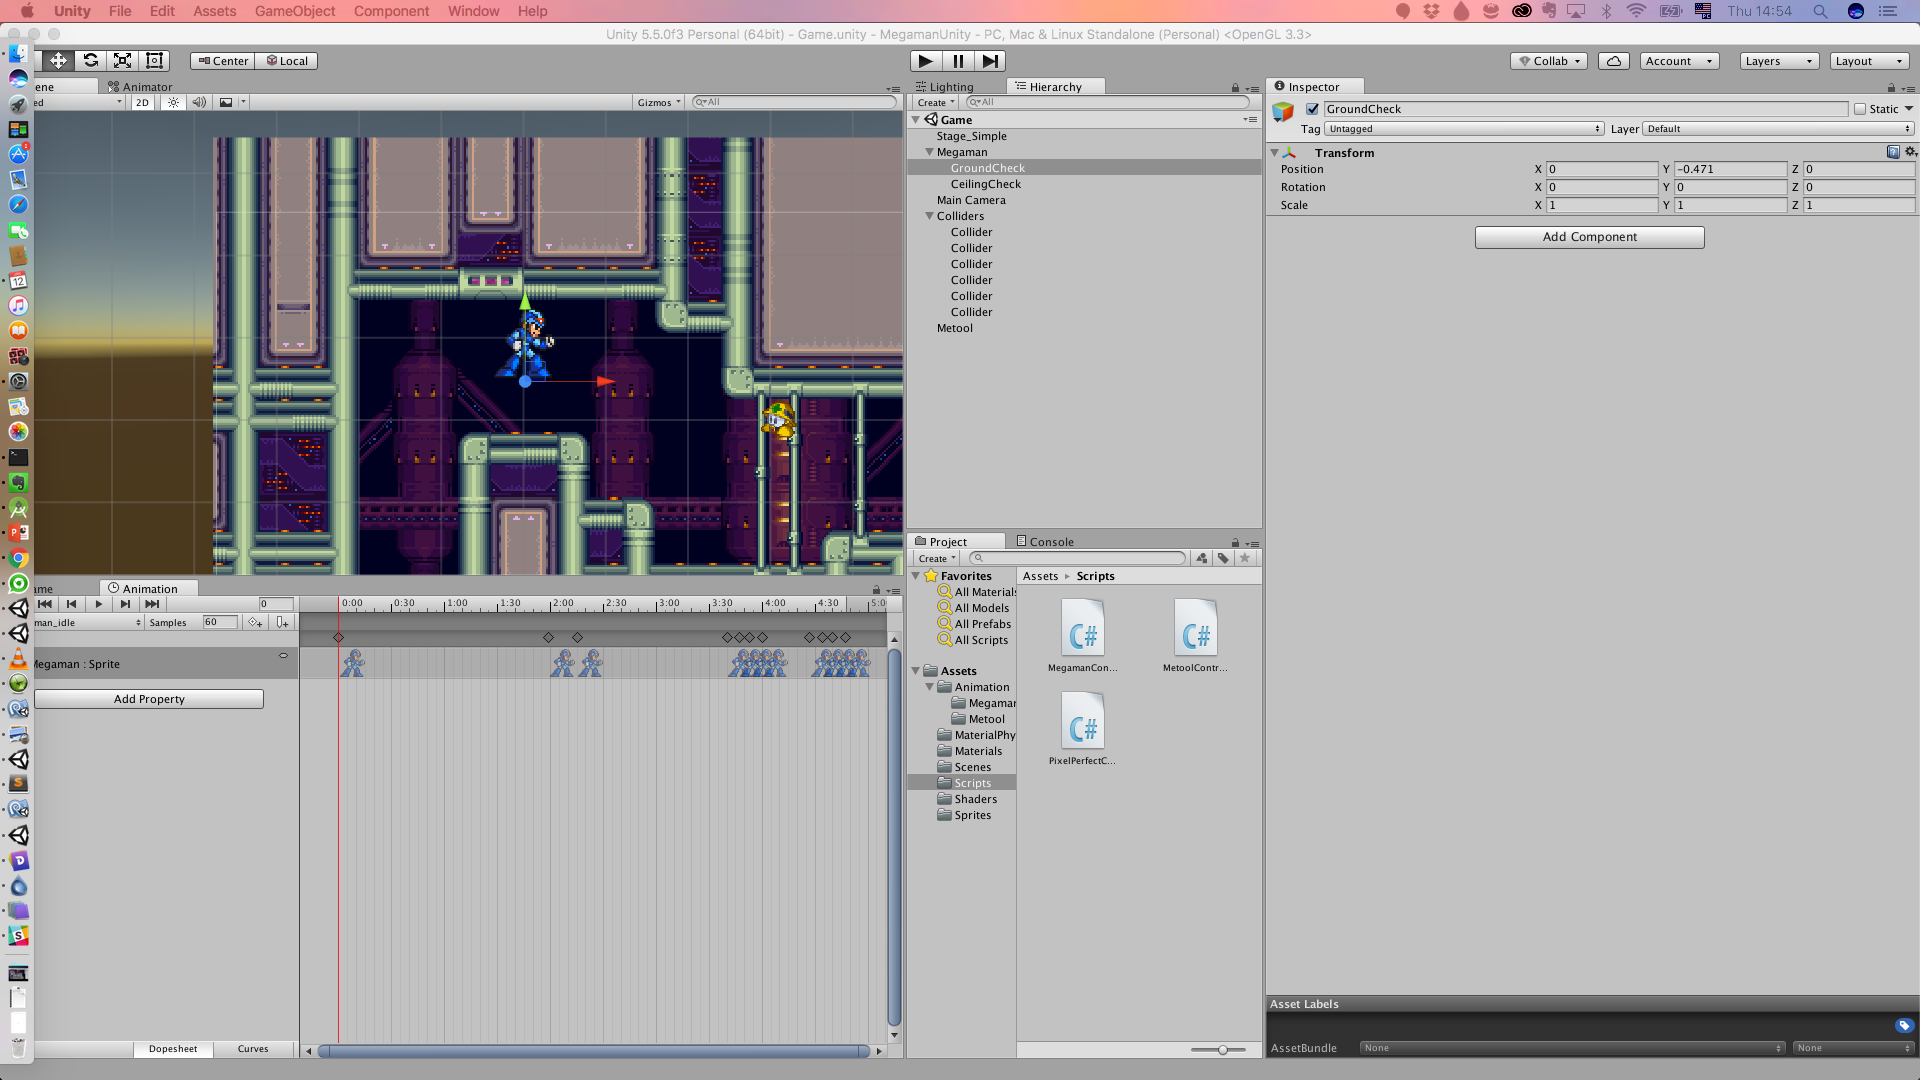 Unity File Edit Assets GameObject Component Window Help Thu 14:54
Unity 5.5.0f3 Personal (64bit) - Game.unity - MegamanUnity - PC, Mac & Linux Standalone (Personal) <OpenGL 3.3>
Center Local Collab Account Layers Layout
ene Animator
ed 2D Gizmos All
Lighting Hierarchy
Create All
Game
Stage_Simple
Megaman
GroundCheck
CeilingCheck
Main Camera
Colliders
Collider
Collider
Collider
Collider
Collider
Collider
Metool
Inspector
GroundCheck Static
Tag Untagged Layer Default
Transform
Position X 0 Y -0.471 Z 0
Rotation X 0 Y 0 Z 0
Scale X 1 Y 1 Z 1
Add Component
ame Animation
0 0:00 0:30 1:00 1:30 2:00 2:30 3:00 3:30 4:00 4:30 5:0
man_idle Samples 60
Megaman : Sprite
Add Property
Dopesheet Curves
Project Console
Create
Favorites
All Materials
All Models
All Prefabs
All Scripts
Assets
Animation
Megamar
Metool
MaterialPhy
Materials
Scenes
Scripts
Shaders
Sprites
Assets Scripts
MegamanCon... MetoolContr...
PixelPerfectC...
Asset Labels
AssetBundle None None